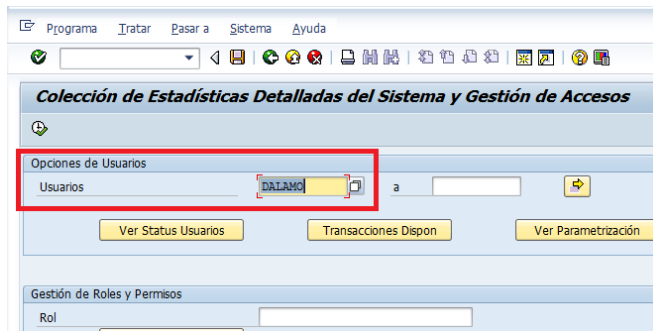 Programa Tratar Pasar a Sistema Ayuda
Colección de Estadísticas Detalladas del Sistema y Gestión de Accesos
Opciones de Usuarios
Usuarios DALAMO a
Ver Status Usuarios Transacciones Dispon Ver Parametrización
Gestión de Roles y Permisos
Rol